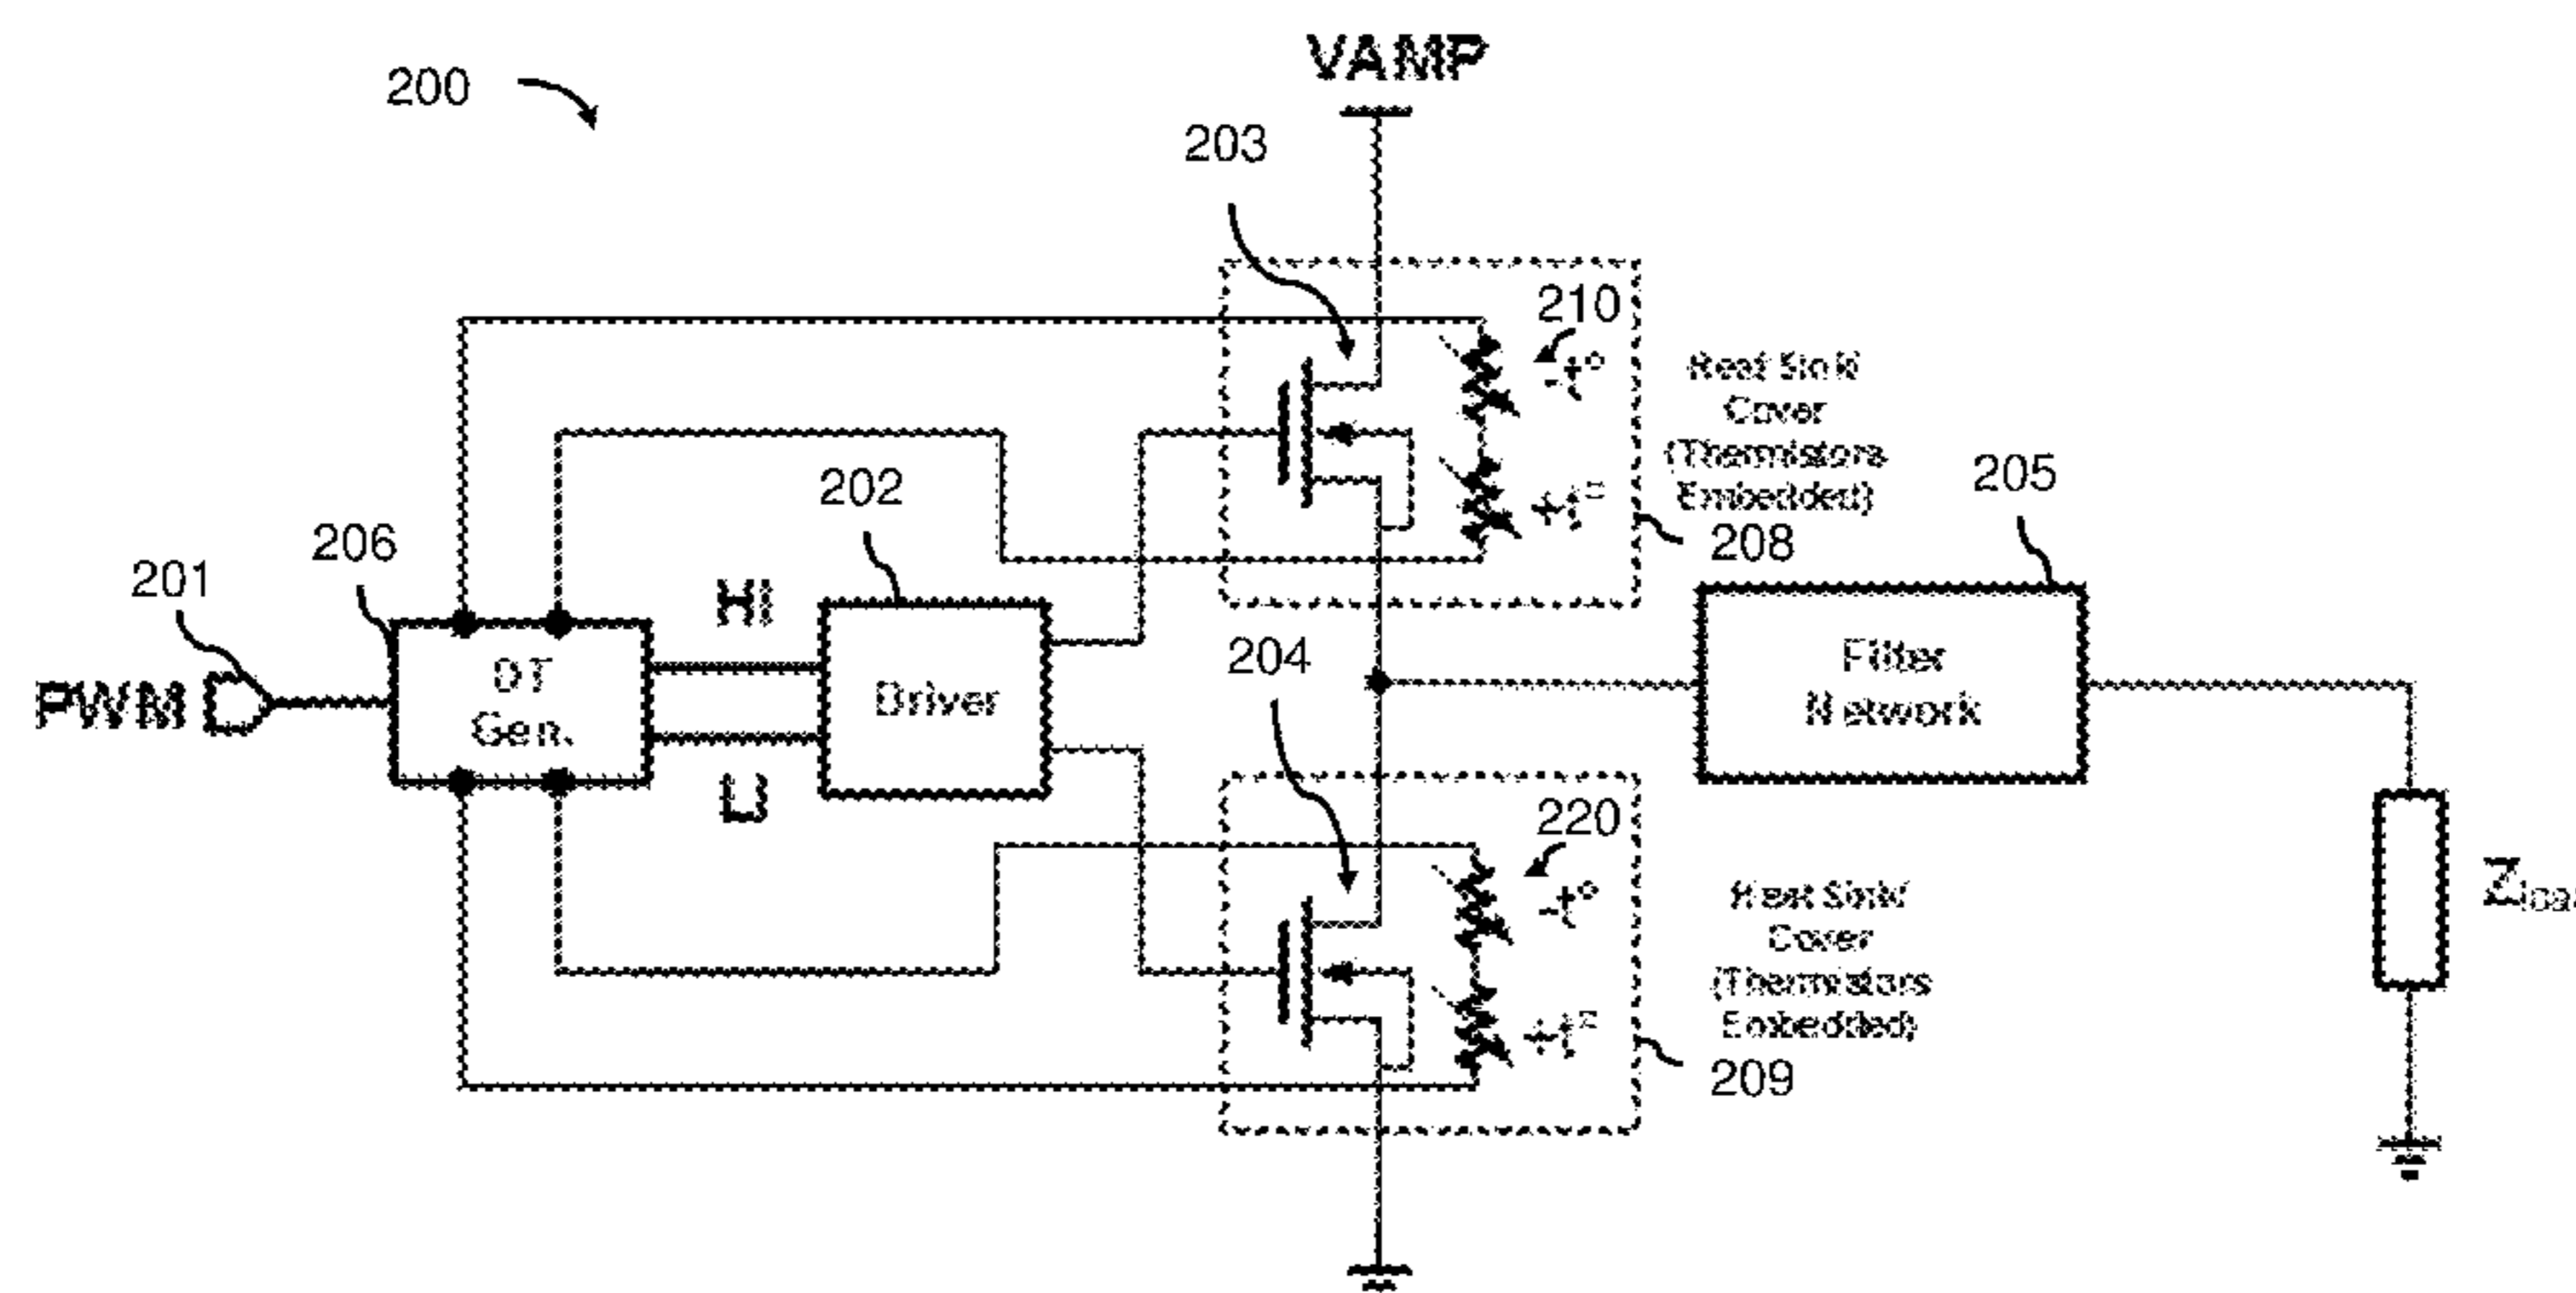 VAMP
200
203
210
-t°
Heat Sink/
Cover
(Thermistors
Embedded)
+t°
208
202
205
206
201
HI
204
Filter
Network
PWM
DT
Gen.
Driver
LI
220
-t°
Heat Sink/
Cover
(Thermistors
Embedded)
+t°
209